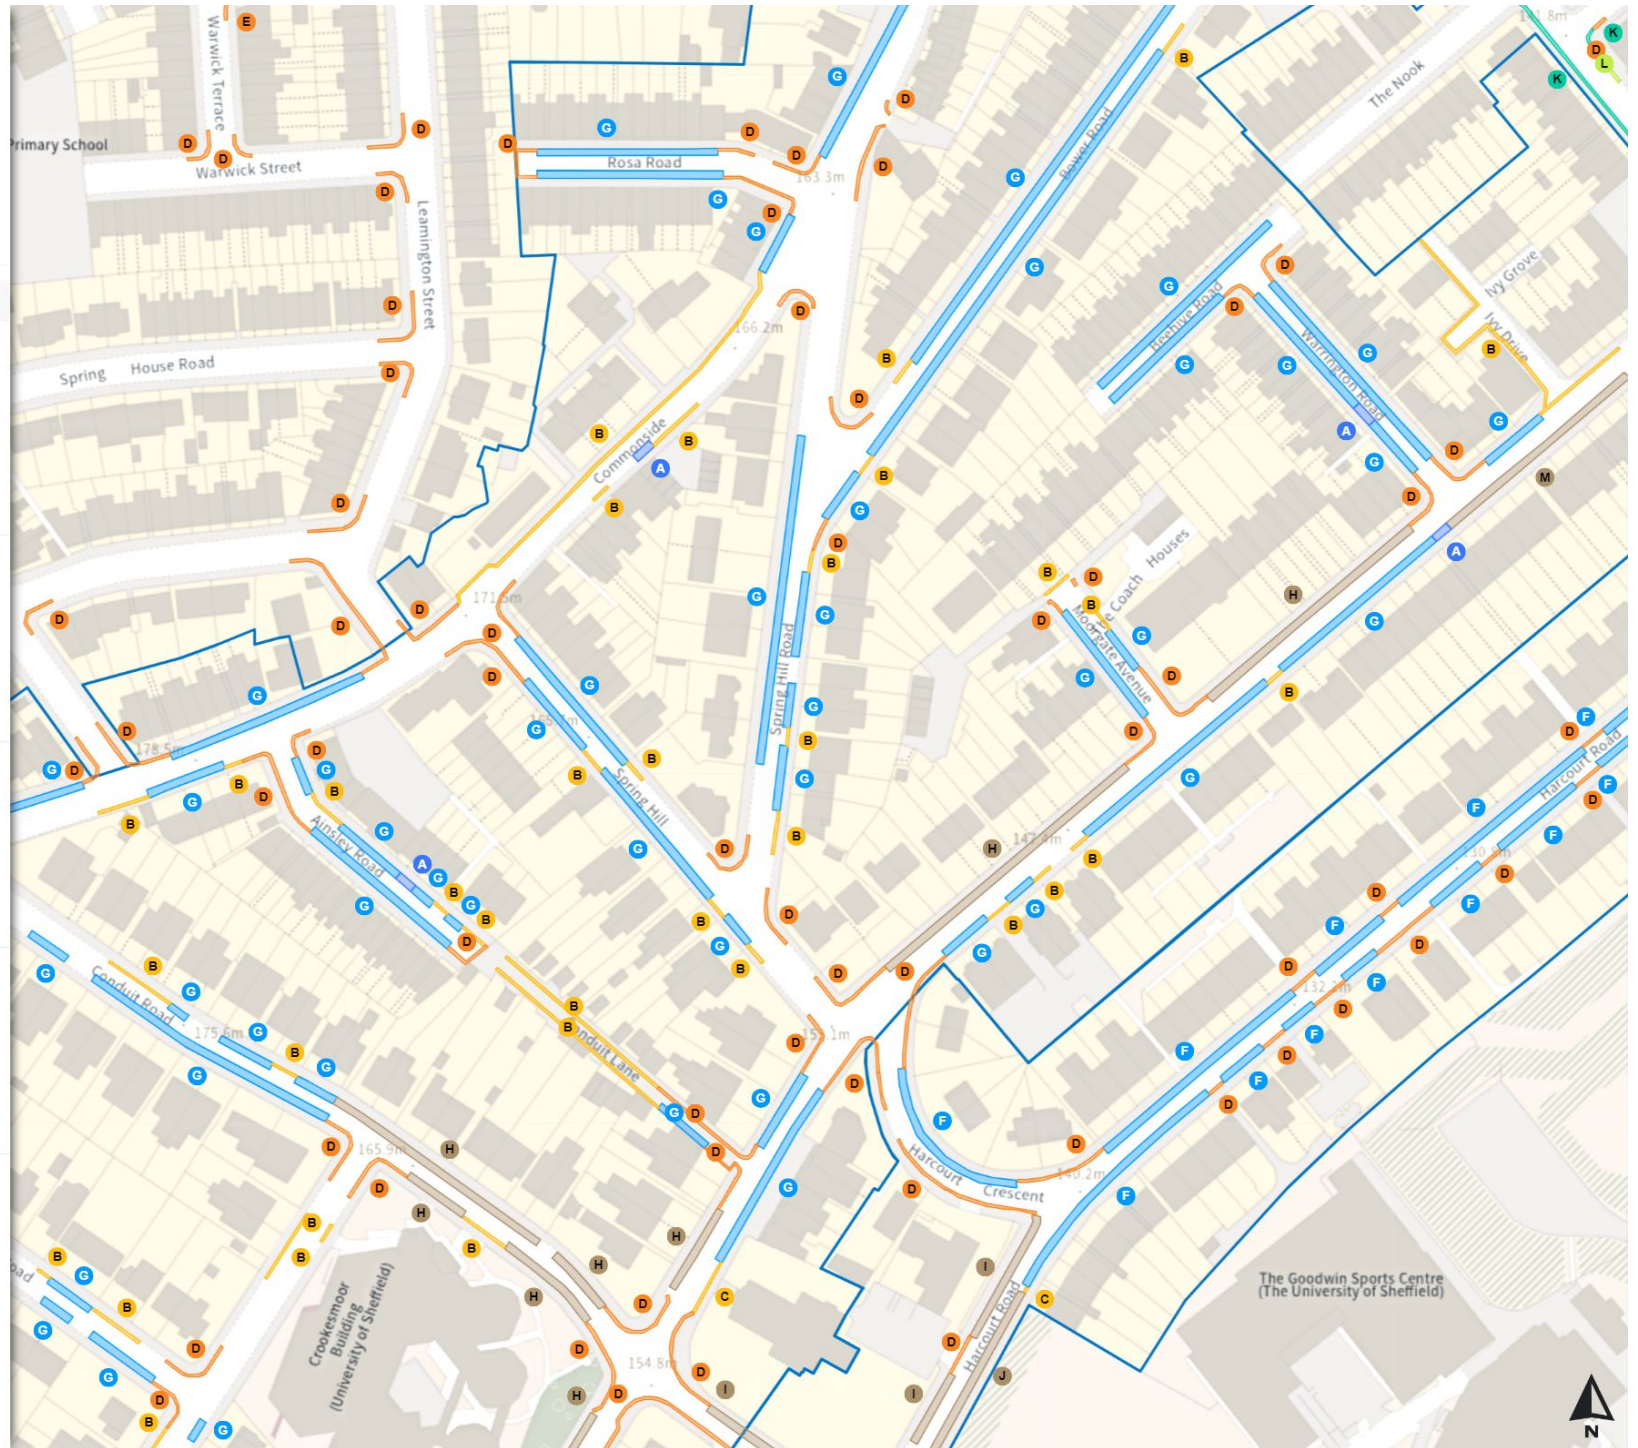 Warwick Terrace
E
K
D
L
K
141.8m
The Nook
B
G
D
Bower Road
Primary School
D
D
D
Warwick Street
D
D
G
D
Rosa Road
D
163.3m
D
G
G
D
G
G
Leamington Street
D
D
166.2m
Ivy Grove
Ivy Drive
B
G
Beehive Road
D
D
G
G
Warrington Road
G
A
G
Spring House Road
D
B
D
B
Commonside
B
A
B
D
G
D
M
A
B
G
D
B
D
The Coach Houses
H
D
D
171.5m
D
D
D
G
G
Spring Hill Road
B
D
B
D
Moorgate Avenue
G
G
D
G
B
G
D
G
D
178.5m
G
G
B
Spring Hill
B
G
G
B
G
B
D
G
F
D
Harcourt Road
F
D
F
G
D
B
D
D
G
B
B
Ainsley Road
G
A
G
B
G
B
G
D
D
H
147.4m
B
B
G
B
G
130.8m
D
F
D
F
D
F
D
132.2m
F
D
F
D
F
D
F
Conduit Road
G
B
G
175.6m
G
B
G
G
B
B
Conduit Lane
B
G
B
D
D
D
D
G
D
D
D
G
F
D
Harcourt Crescent
D
140.2m
F
D
165.9m
H
D
H
B
B
B
H
H
H
G
H
C
D
I
Harcourt Road
C
D
J
I
The Goodwin Sports Centre
(The University of Sheffield)
Crookesmoor
Building
(University of Sheffield)
B
G
B
G
D
G
D
B
G
D
H
D
154.8m
D
I
N